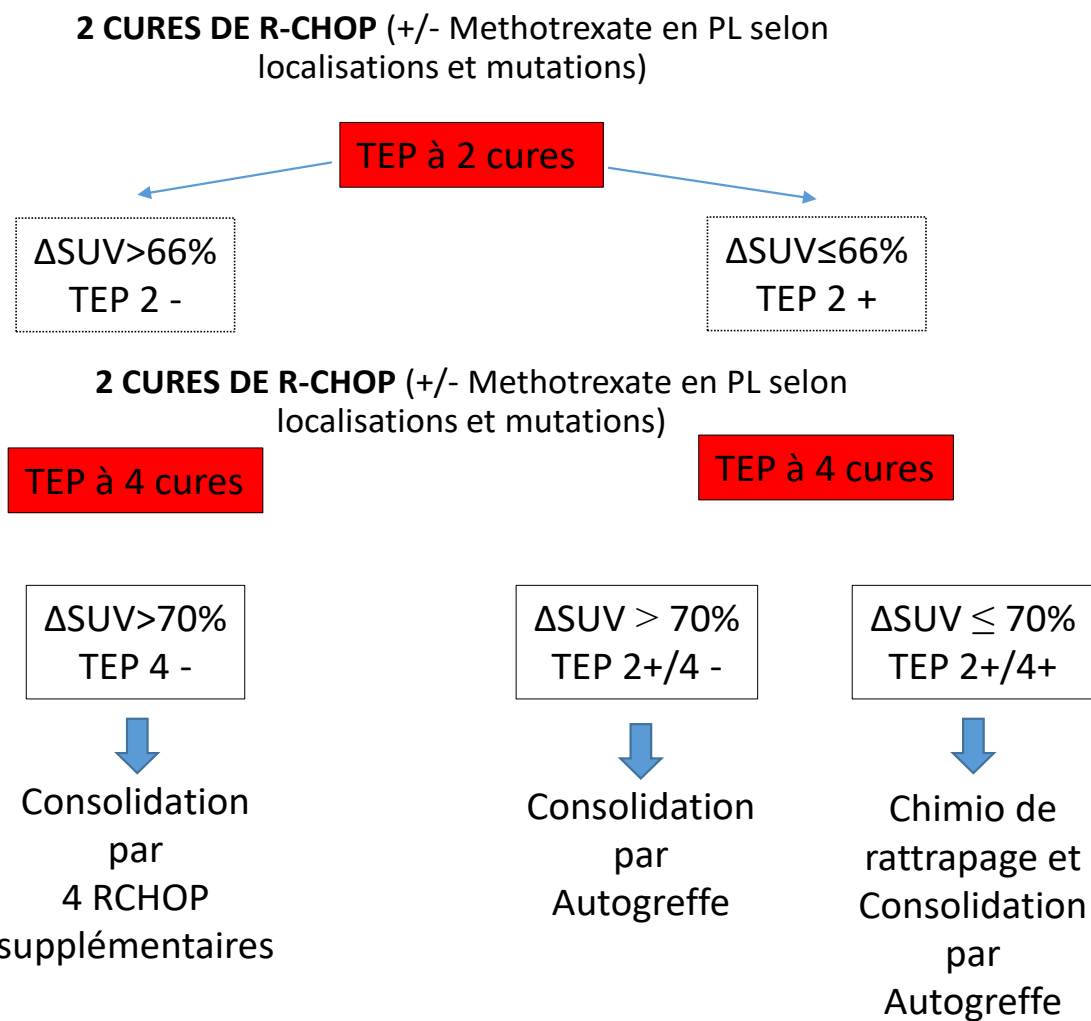 2 CURES DE R-CHOP (+/- Methotrexate en PL selon
localisations et mutations)
TEP à 2 cures
ΔSUV>66%
TEP 2 -
ΔSUV≤66%
TEP 2 +
2 CURES DE R-CHOP (+/- Methotrexate en PL selon
localisations et mutations)
TEP à 4 cures
TEP à 4 cures
ΔSUV>70%
TEP 4 -
ΔSUV > 70%
TEP 2+/4 -
ΔSUV ≤ 70%
TEP 2+/4+
Consolidation
par
4 RCHOP
supplémentaires
Consolidation
par
Autogreffe
Chimio de
rattrapage et
Consolidation
par
Autogreffe